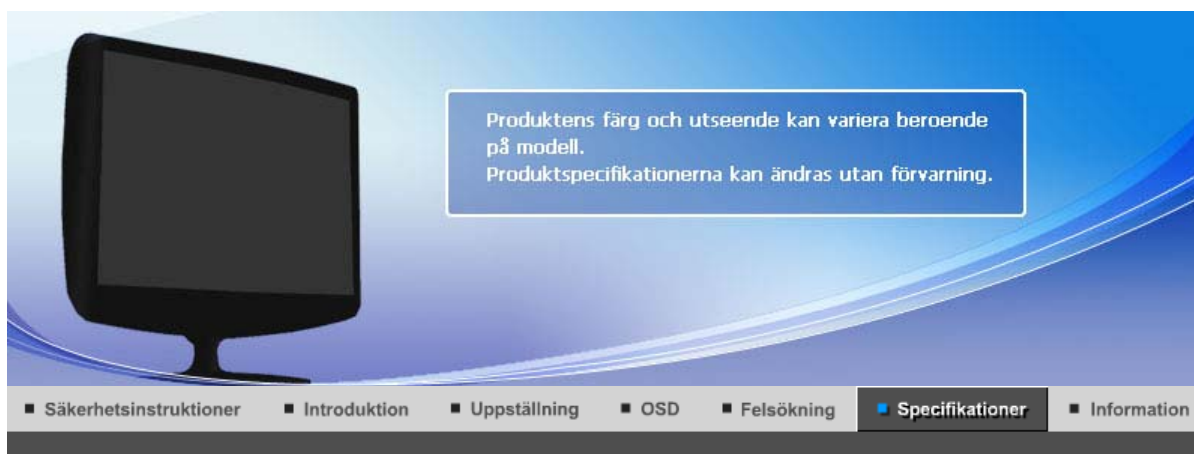 Produktens färg och utseende kan variera beroende
på modell.
Produktspecifikationerna kan ändras utan förvarning.
Säkerhetsinstruktioner Introduktion Uppställning OSD Felsökning Specifikationer Information